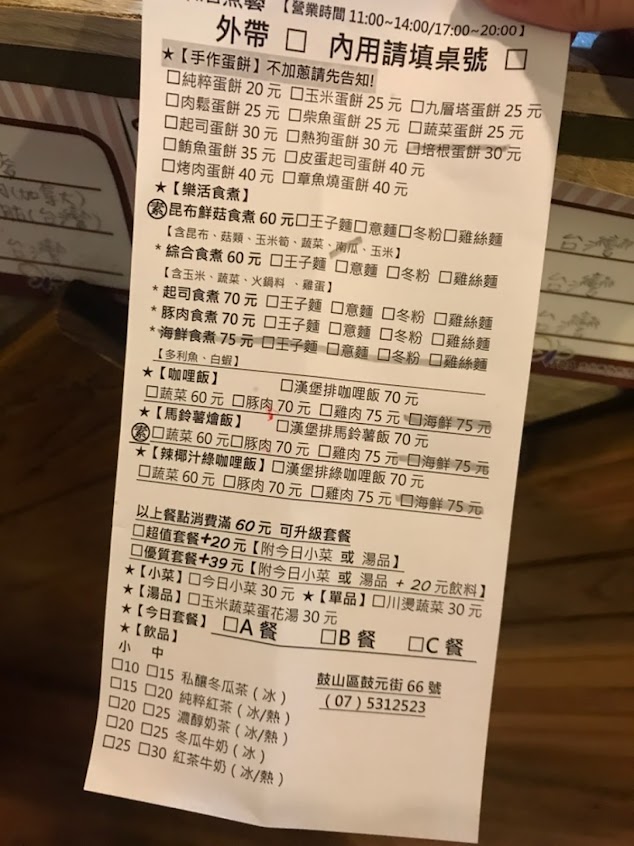 【營業時間 11:00~14:00/17:00~20:00】
外帶 □ 內用請填桌號 □
★【手作蛋餅】不加蔥請先告知!
□純粹蛋餅 20 元 □玉米蛋餅 25 元 □九層塔蛋餅 25 元
□肉鬆蛋餅 25 元 □柴魚蛋餅 25 元 □蔬菜蛋餅 25 元
□起司蛋餅 30 元 □熱狗蛋餅 30 元 □培根蛋餅 30 元
□鮪魚蛋餅 35 元 □皮蛋起司蛋餅 40 元
□烤肉蛋餅 40 元 □章魚燒蛋餅 40 元
★【樂活食煮】
素 昆布鮮菇食煮 60 元□王子麵□意麵□冬粉□雞絲麵
【含昆布、菇類、玉米筍、蔬菜、南瓜、玉米】
* 綜合食煮 60 元 □王子麵 □意麵 □冬粉 □雞絲麵
【含玉米、蔬菜、火鍋料 、雞蛋】
* 起司食煮 70 元 □王子麵 □意麵 □冬粉 □雞絲麵
* 豚肉食煮 70 元 □王子麵 □意麵 □冬粉 □雞絲麵
* 海鮮食煮 75 元 □王子麵 □意麵 □冬粉 □雞絲麵
【多利魚、白蝦】
★【咖哩飯】 □漢堡排咖哩飯 70 元
□蔬菜 60 元 □豚肉 70 元 □雞肉 75 元 □海鮮 75 元
★【馬鈴薯燴飯】 □漢堡排馬鈴薯飯 70 元
素 □蔬菜 60 元□豚肉 70 元 □雞肉 75 元 □海鮮 75 元
★【辣椰汁綠咖哩飯】□漢堡排綠咖哩飯 70 元
□蔬菜 60 元 □豚肉 70 元 □雞肉 75 元 □海鮮 75 元
以上餐點消費滿 60 元 可升級套餐
□超值套餐+20 元【附今日小菜 或 湯品】
□優質套餐+39 元【附今日小菜 或 湯品 + 20 元飲料】
★【小菜】□今日小菜 30 元 ★【單品】□川燙蔬菜 30 元
★【湯品】□玉米蔬菜蛋花湯 30 元
★【今日套餐】 □A 餐 □B 餐 □C 餐
★【飲品】
小 中
□10 □15 私釀冬瓜茶（冰）
□15 □20 純粹紅茶（冰/熱）
□20 □25 濃醇奶茶（冰/熱）
□20 □25 冬瓜牛奶（冰）
□25 □30 紅茶牛奶（冰/熱）
鼓山區鼓元街 66 號
（07）5312523